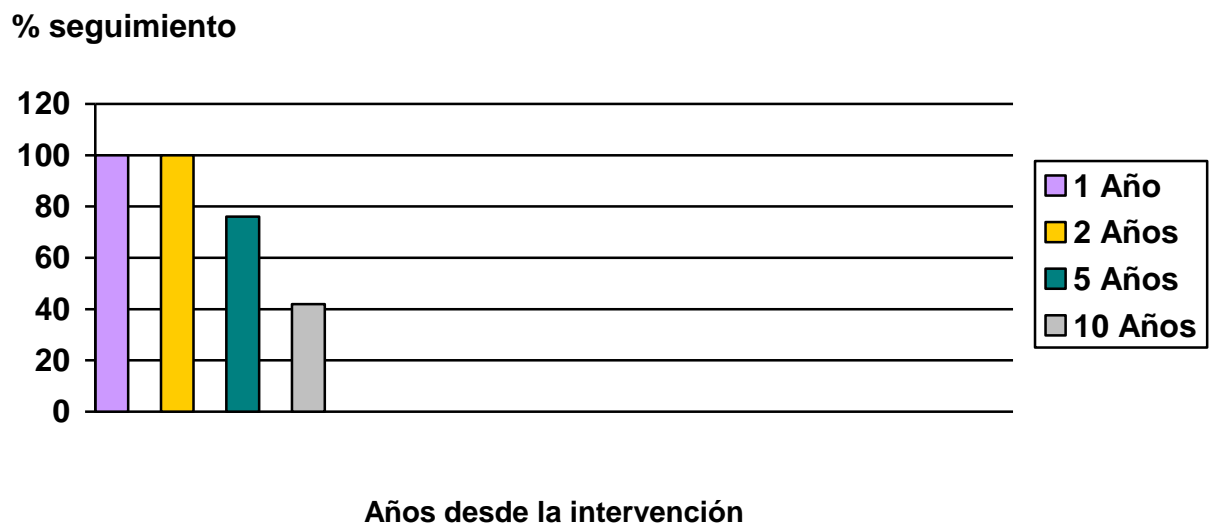 % seguimiento
120
100
80
60
40
20
0
1 Año
2 Años
5 Años
10 Años
Años desde la intervención